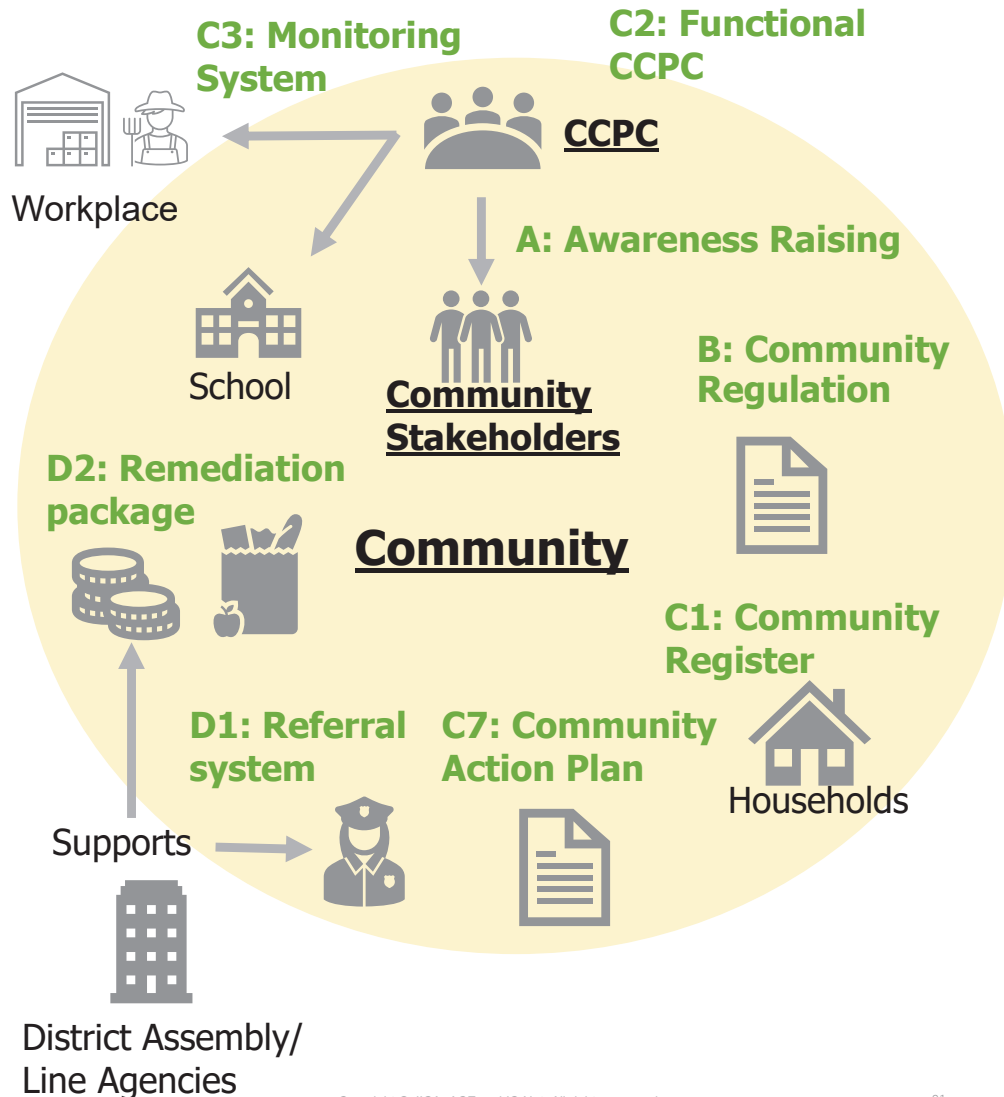 C3: Monitoring
System
C2: Functional
CCPC
CCPC
Workplace
A: Awareness Raising
School
Community
Stakeholders
B: Community
Regulation
D2: Remediation
package
Community
C1: Community
Register
D1: Referral
system
C7: Community
Action Plan
Households
Supports
District Assembly/
Line Agencies